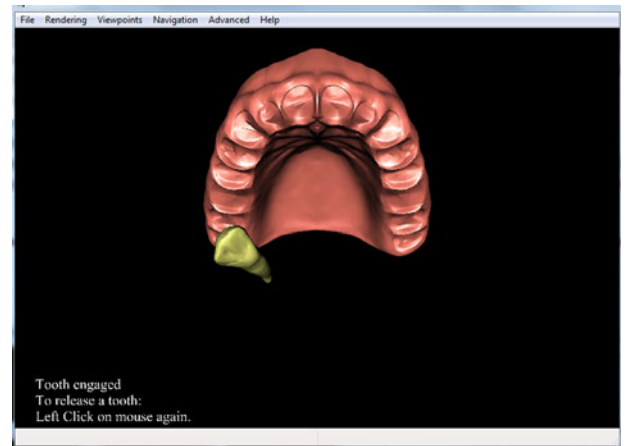 File Rendering Viewpoints Navigation Advanced Help
Tooth engaged
To release a tooth:
Left Click on mouse again.